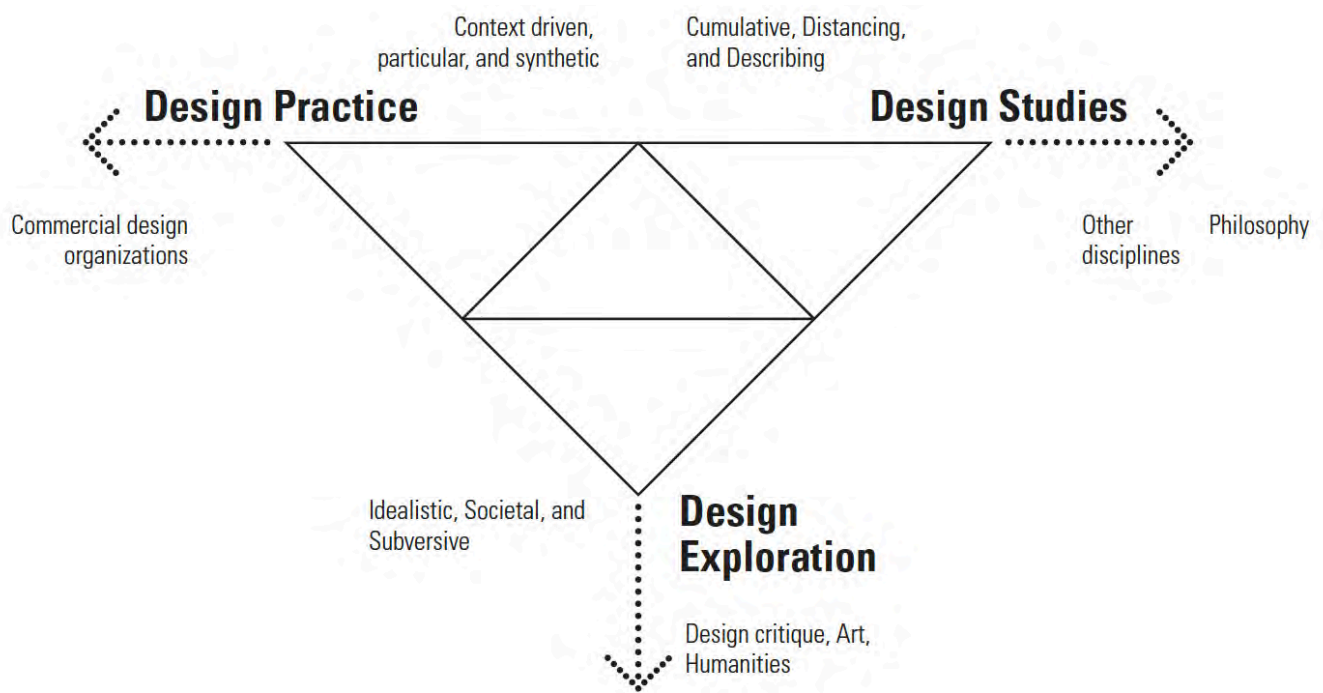 Context driven,
particular, and synthetic
Cumulative, Distancing,
and Describing
Design Practice
Design Studies
Commercial design
organizations
Other
disciplines
Philosophy
Idealistic, Societal, and
Subversive
Design
Exploration
Design critique, Art,
Humanities